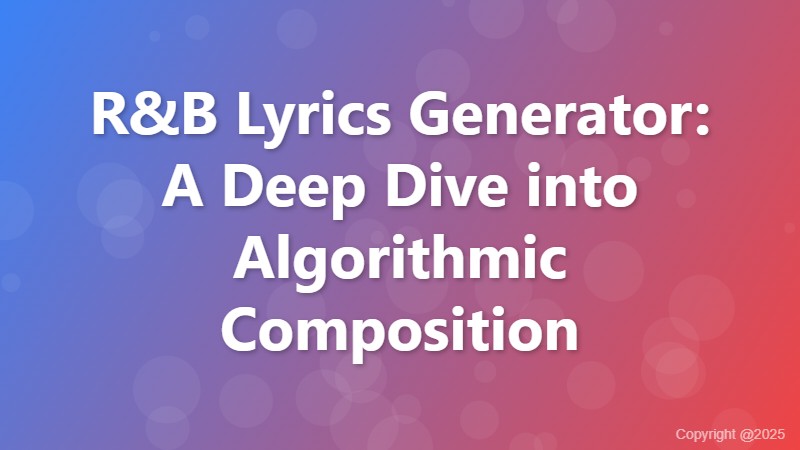 R&B Lyrics Generator:
A Deep Dive into
Algorithmic
Composition
Copyright @2025